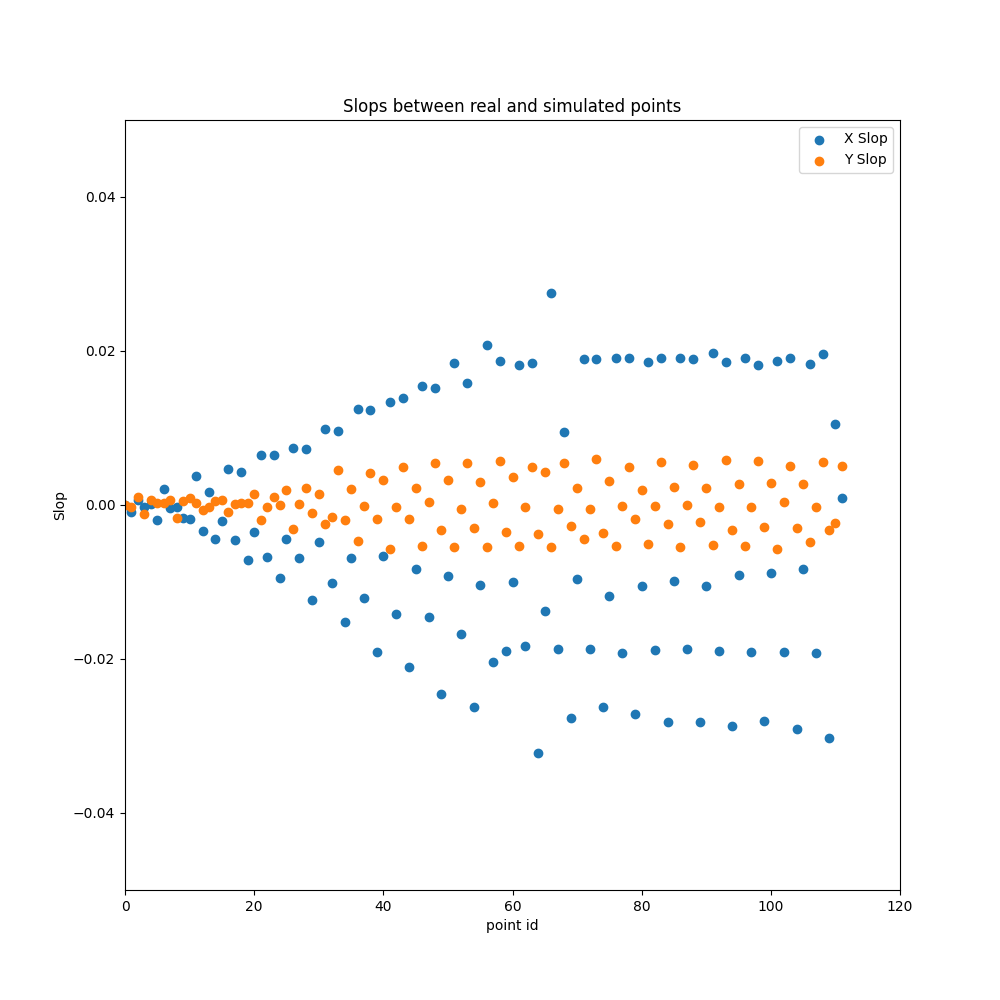 Slops between real and simulated points
X Slop
Y Slop
0.04
0.02
0.00
−0.02
−0.04
Slop
0 20 40 60 80 100 120
point id